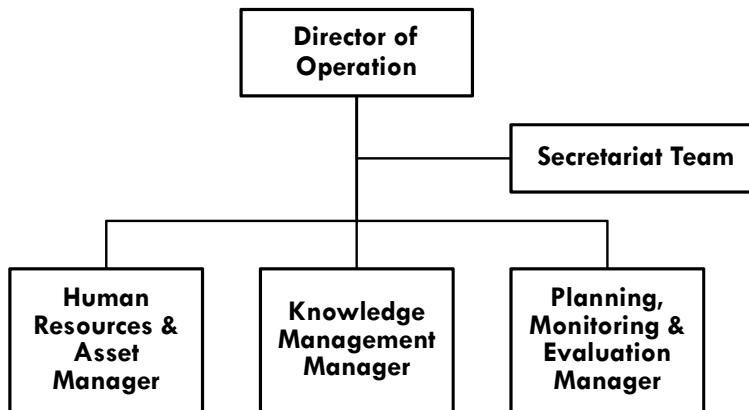 Director of
Operation
Secretariat Team
Human
Resources &
Asset
Manager
Knowledge
Management
Manager
Planning,
Monitoring &
Evaluation
Manager